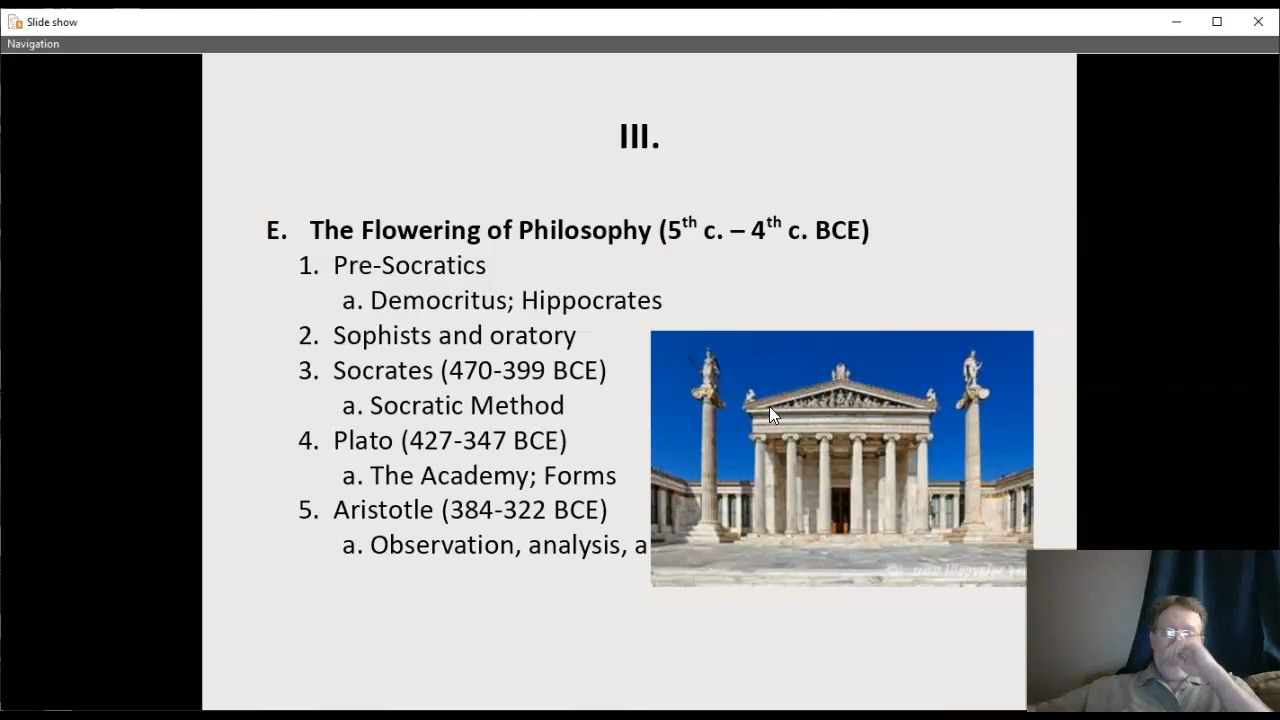 Slide show
Navigation
III.
E. The Flowering of Philosophy (5th c. – 4th c. BCE)
1. Pre-Socratics
a. Democritus; Hippocrates
2. Sophists and oratory
3. Socrates (470-399 BCE)
a. Socratic Method
4. Plato (427-347 BCE)
a. The Academy; Forms
5. Aristotle (384-322 BCE)
a. Observation, analysis, a